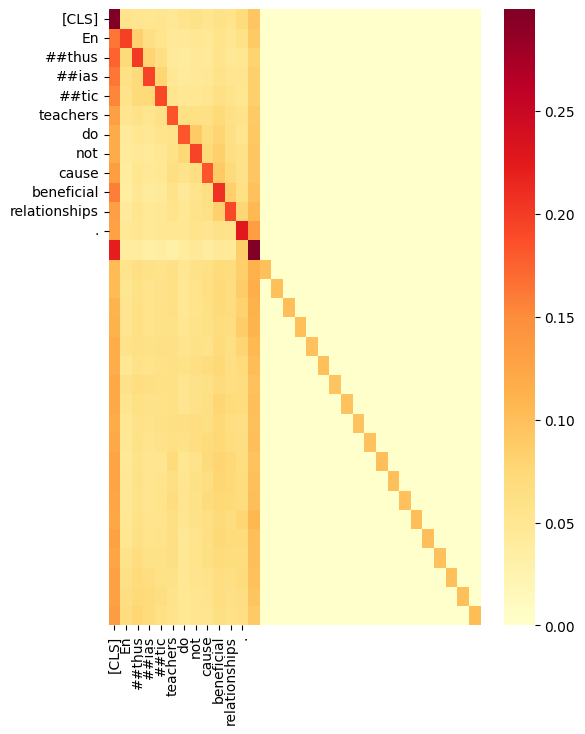 [CLS]
En
##thus
##ias
##tic
teachers
do
not
cause
beneficial
relationships
.
[CLS]
En
##thus
##ias
##tic
teachers
do
not
cause
beneficial
relationships
.
0.25
0.20
0.15
0.10
0.05
0.00